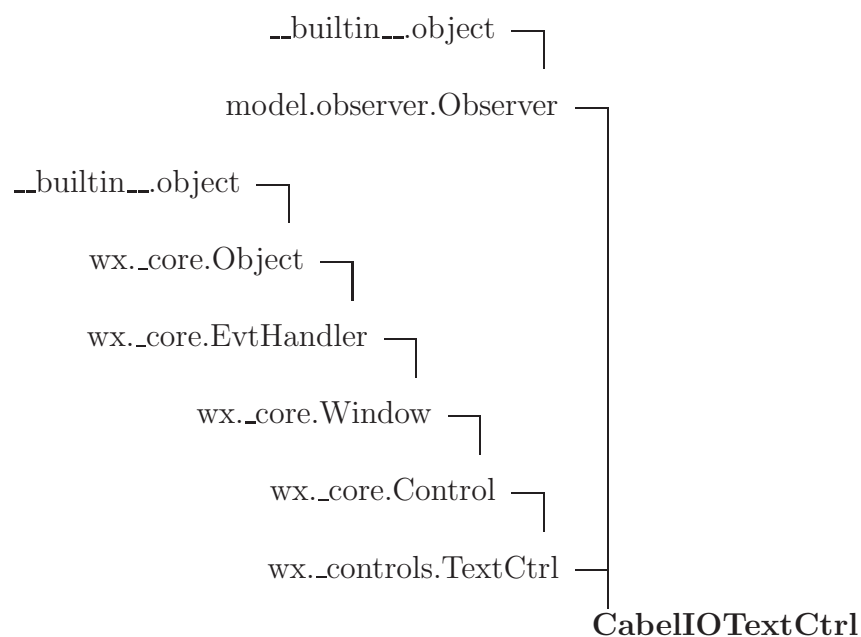 __builtin__.object
model.observer.Observer
__builtin__.object
wx._core.Object
wx._core.EvtHandler
wx._core.Window
wx._core.Control
wx._controls.TextCtrl
CabelIOTextCtrl